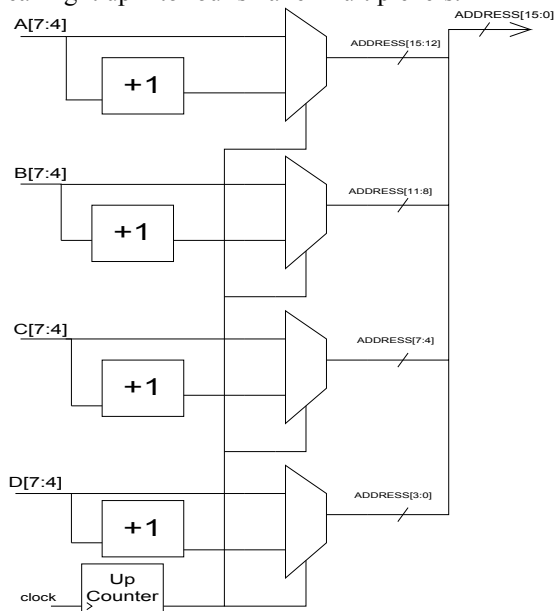 ADDRESS[15:0]
A[7:4]
ADDRESS[15:12]
+1
B[7:4]
ADDRESS[11:8]
+1
C[7:4]
ADDRESS[7:4]
+1
D[7:4]
ADDRESS[3:0]
+1
clock
Up
Counter